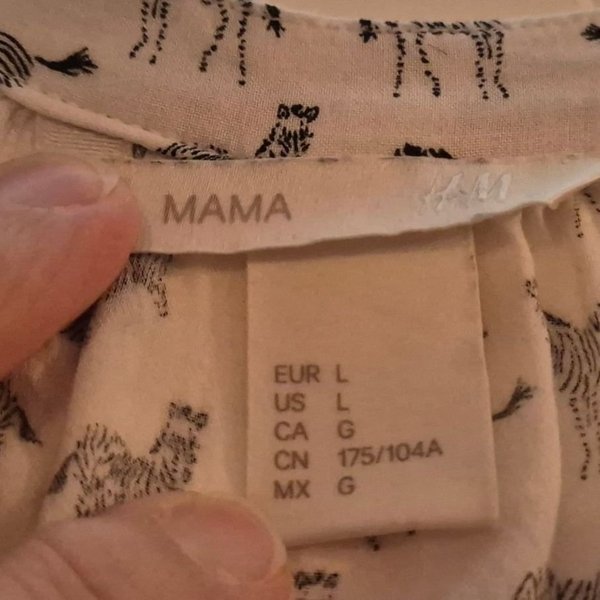 MAMA H&M
EUR L
US L
CA G
CN 175/104A
MX G